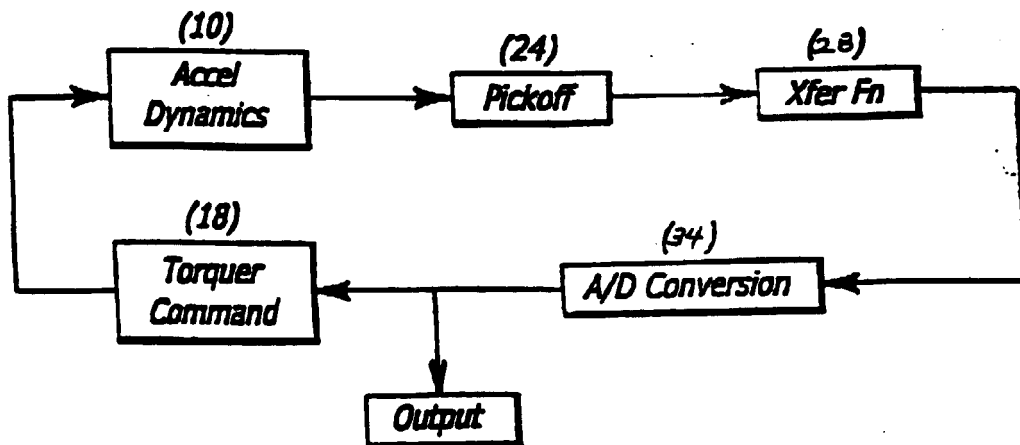 (10)
Accel
Dynamics
(24)
Pickoff
(28)
Xfer Fn
(18)
Torquer
Command
(34)
A/D Conversion
Output